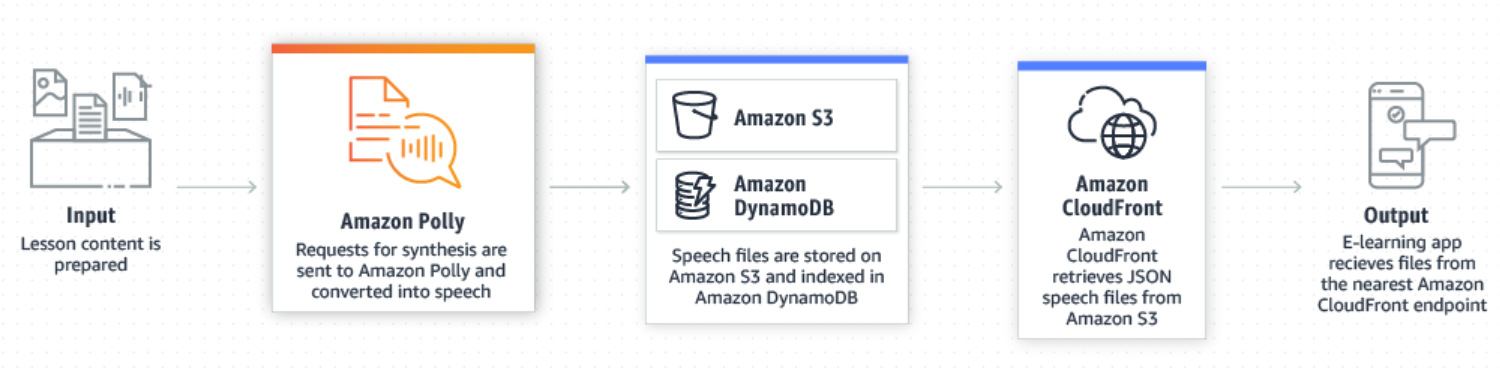 Input
Lesson content is
prepared
Amazon Polly
Requests for synthesis are
sent to Amazon Polly and
converted into speech
Amazon S3
Amazon
DynamoDB
Speech files are stored on
Amazon S3 and indexed in
Amazon DynamoDB
Amazon
CloudFront
Amazon
CloudFront
retrieves JSON
speech files from
Amazon S3
Output
E-learning app
recieves files from
the nearest Amazon
CloudFront endpoint